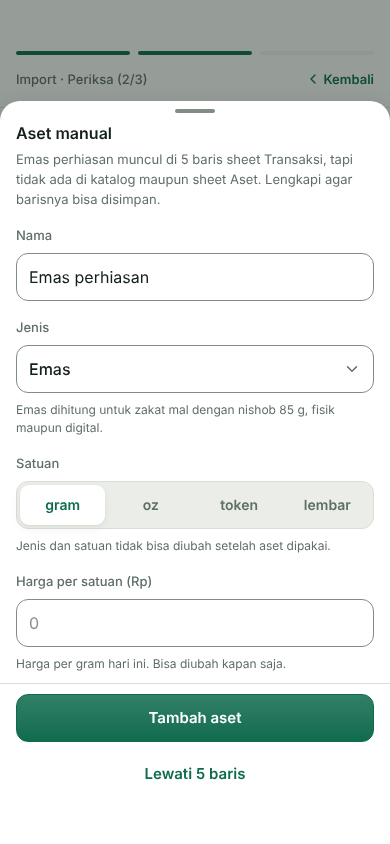 Import · Periksa (2/3)
Kembali
Aset manual
Emas perhiasan muncul di 5 baris sheet Transaksi, tapi
tidak ada di katalog maupun sheet Aset. Lengkapi agar
barisnya bisa disimpan.
Nama
Emas perhiasan
Jenis
Emas
Emas dihitung untuk zakat mal dengan nishob 85 g, fisik
maupun digital.
Satuan
gram oz token lembar
Jenis dan satuan tidak bisa diubah setelah aset dipakai.
Harga per satuan (Rp)
0
Harga per gram hari ini. Bisa diubah kapan saja.
Tambah aset
Lewati 5 baris